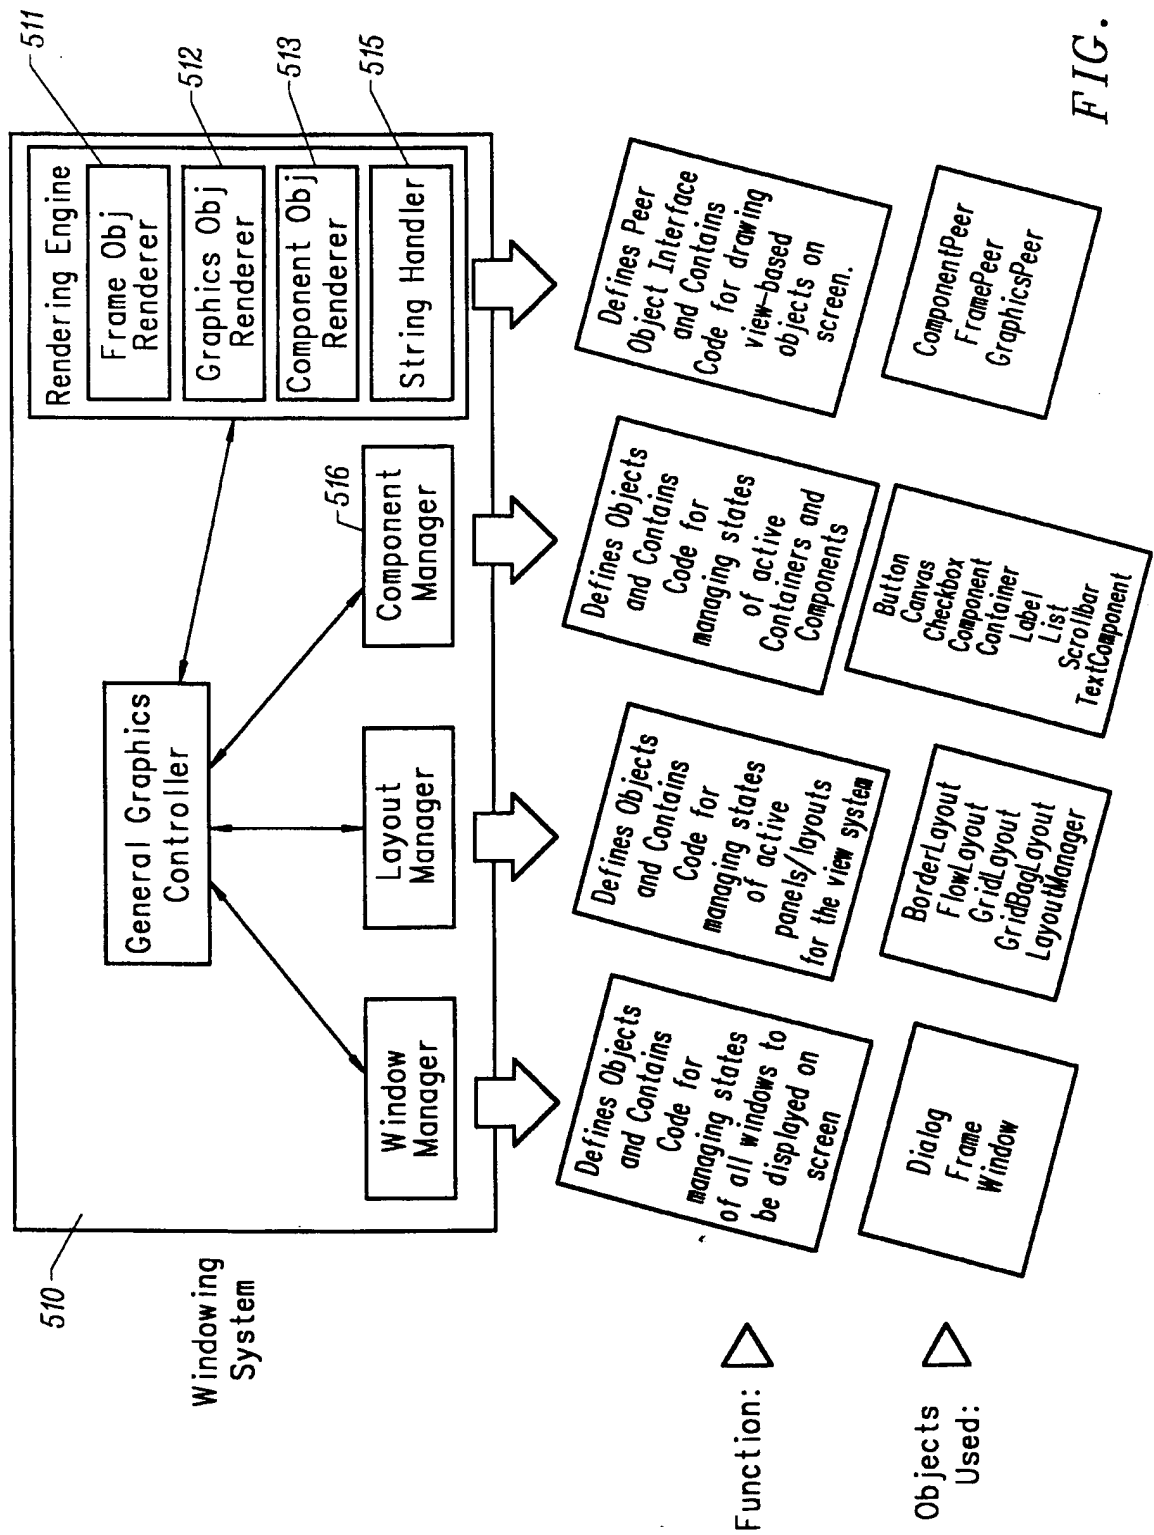 510
Windowing
System
General Graphics
Controller
Window
Manager
Layout
Manager
Component
Manager
516
Rendering Engine
Frame Obj
Renderer
511
Graphics Obj
Renderer
512
Component Obj
Renderer
513
String Handler
515
Function:
Defines Objects
and Contains
Code for
managing states
of all windows to
be displayed on
screen
Defines Objects
and Contains
Code for
managing states
of active
panels/layouts
for the view system
Defines Objects
and Contains
Code for
managing states
of active
Containers and
Components
Defines Peer
Object Interface
and Contains
Code for drawing
view-based
objects on
screen.
Objects
Used:
Dialog
Frame
Window
BorderLayout
FlowLayout
GridLayout
GridBagLayout
LayoutManager
Button
Canvas
Checkbox
Component
Container
Label
List
Scrollbar
TextComponent
ComponentPeer
FramePeer
GraphicsPeer
FIG.